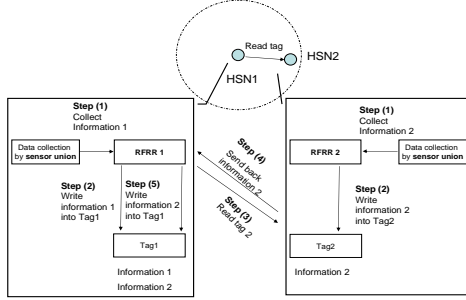 Read tag
HSN2
HSN1
Step (1)
Collect
Information 1
Data collection
by sensor union
RFRR 1
Step (2)
Write
information 1
into Tag1
Step (5)
Write
information 2
into Tag1
Tag1
Information 1
Information 2
Step (4)
Send back
information 2
Step (3)
Read tag 2
Step (1)
Collect
Information 2
RFRR 2
Data collection
by sensor union
Step (2)
Write
information 2
into Tag2
Tag2
Information 2